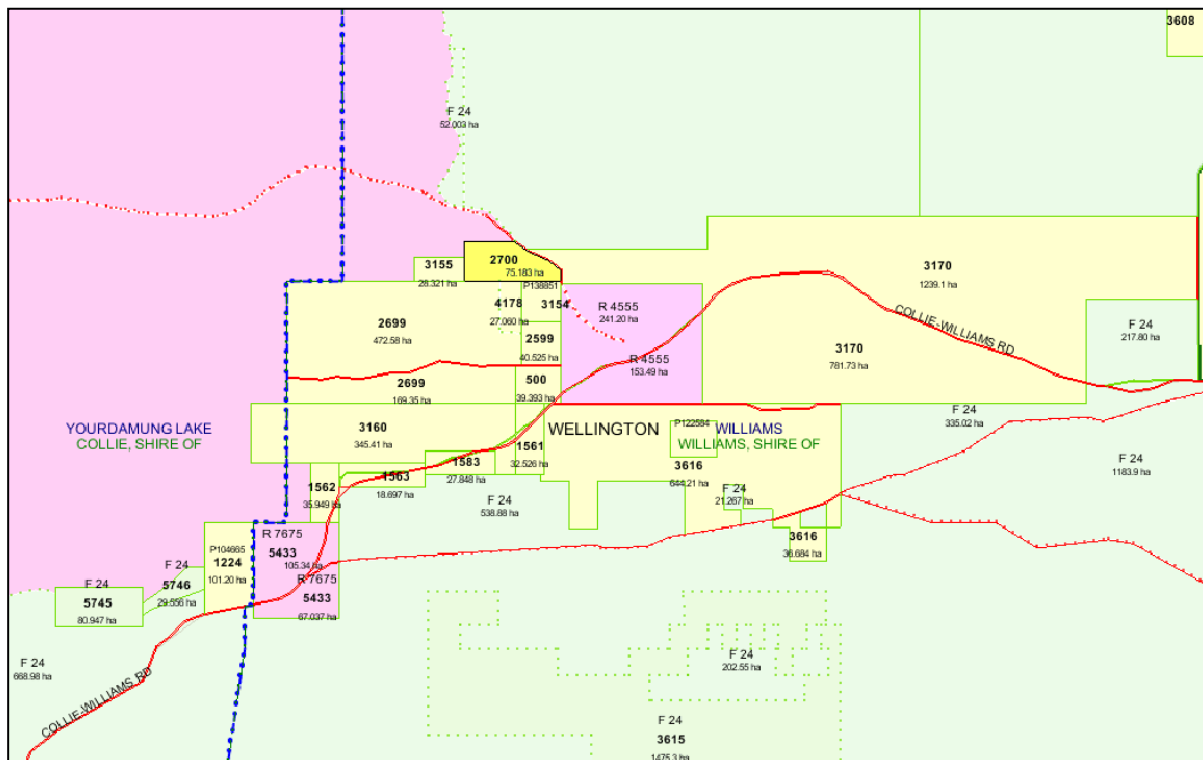 3608
F 24
52.003 ha
2700
75.183 ha
3155
28.321 ha
P138851
4178
27.060 ha
3154
R 4555
241.20 ha
3170
1239.1 ha
COLLIE-WILLIAMS RD
F 24
217.80 ha
2699
472.58 ha
2599
40.525 ha
R 4555
153.49 ha
3170
781.73 ha
2699
169.35 ha
500
39.393 ha
F 24
335.02 ha
YOURDAMUNG LAKE
COLLIE, SHIRE OF
3160
345.41 ha
WELLINGTON
P122584
WILLIAMS
WILLIAMS, SHIRE OF
1561
32.526 ha
1583
27.848 ha
3616
644.21 ha
F 24
1183.9 ha
1562
35.949 ha
1563
18.697 ha
F 24
538.88 ha
F 24
21.267 ha
3616
36.684 ha
R 7675
5433
105.34 ha
P104665
1224
101.20 ha
R 7675
5433
67.037 ha
F 24
5746
29.556 ha
F 24
5745
80.947 ha
F 24
668.98 ha
COLLIE-WILLIAMS RD
F 24
202.55 ha
F 24
3615
1475.3 ha